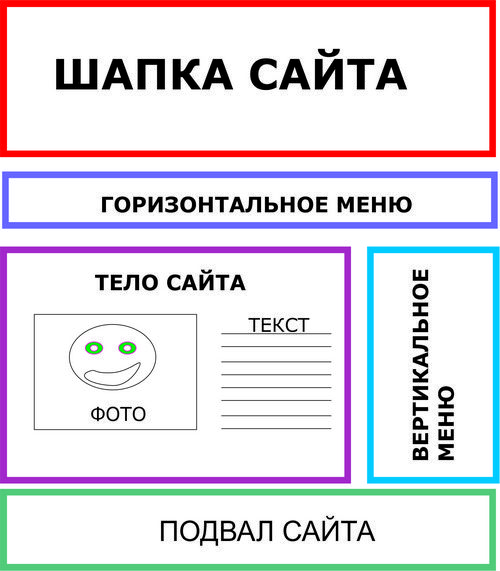 ШАПКА САЙТА
ГОРИЗОНТАЛЬНОЕ МЕНЮ
ТЕЛО САЙТА
ТЕКСТ
ФОТО
ВЕРТИКАЛЬНОЕ
МЕНЮ
ПОДВАЛ САЙТА